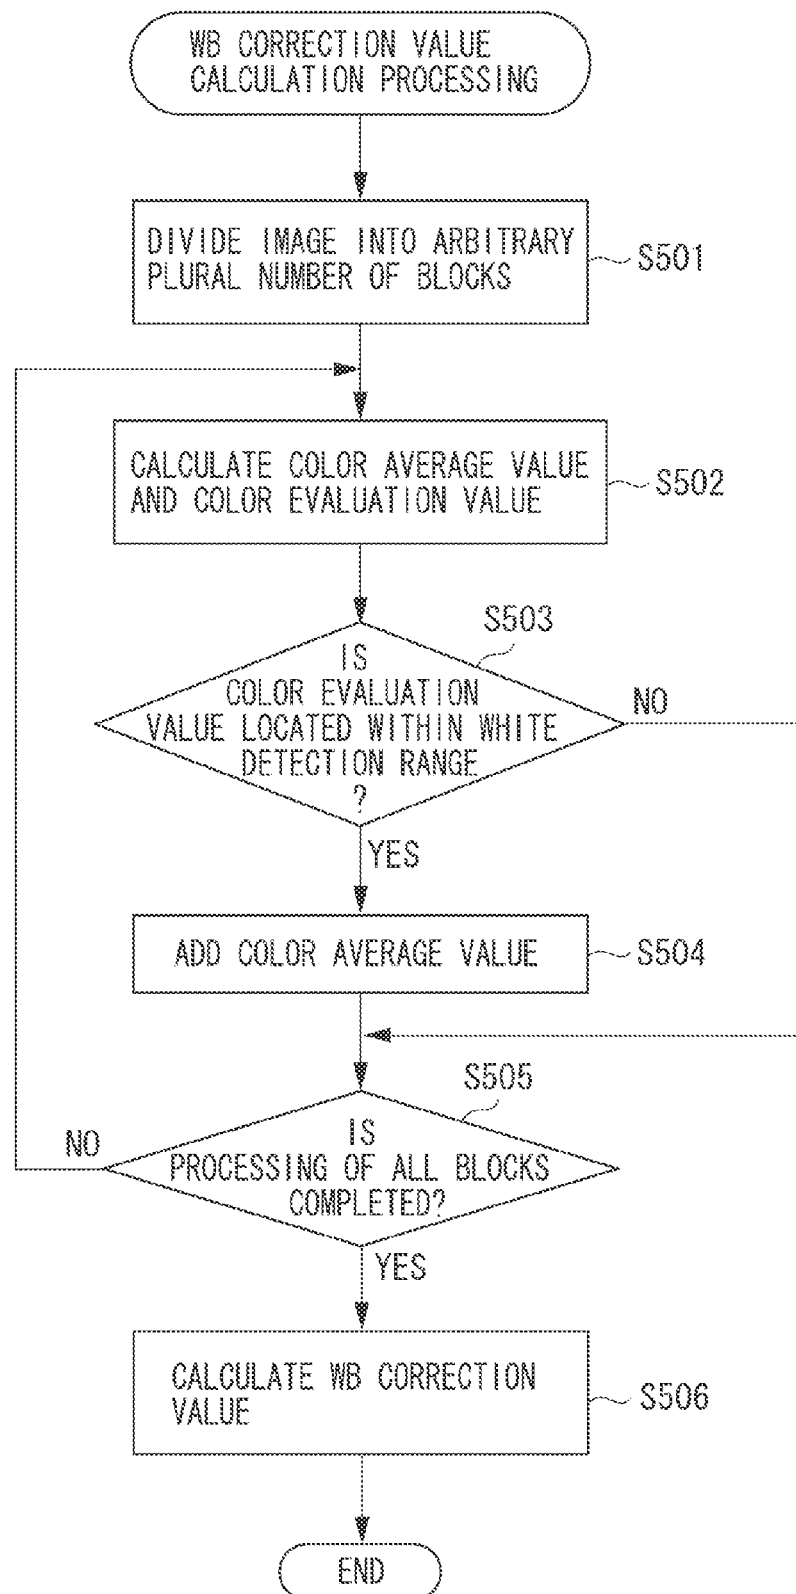 WB CORRECTION VALUE
CALCULATION PROCESSING
DIVIDE IMAGE INTO ARBITRARY
PLURAL NUMBER OF BLOCKS
S501
CALCULATE COLOR AVERAGE VALUE
AND COLOR EVALUATION VALUE
S502
S503
IS
COLOR EVALUATION
VALUE LOCATED WITHIN WHITE
DETECTION RANGE
?
NO
YES
ADD COLOR AVERAGE VALUE
S504
S505
IS
PROCESSING OF ALL BLOCKS
COMPLETED?
NO
YES
CALCULATE WB CORRECTION
VALUE
S506
END